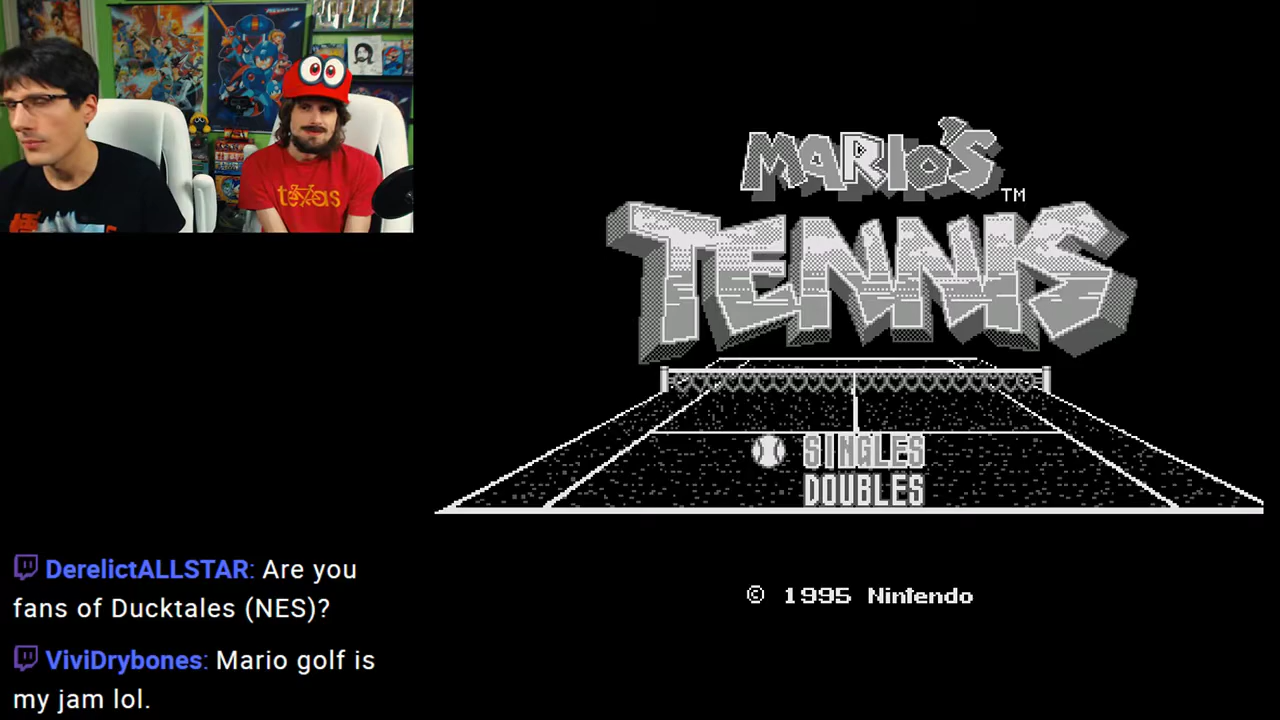 texas
MARIO'S
TM
TENNIS
SINGLES
DOUBLES
© 1995 Nintendo
DerelictALLSTAR: Are you
fans of Ducktales (NES)?
ViviDrybones: Mario golf is
my jam lol.